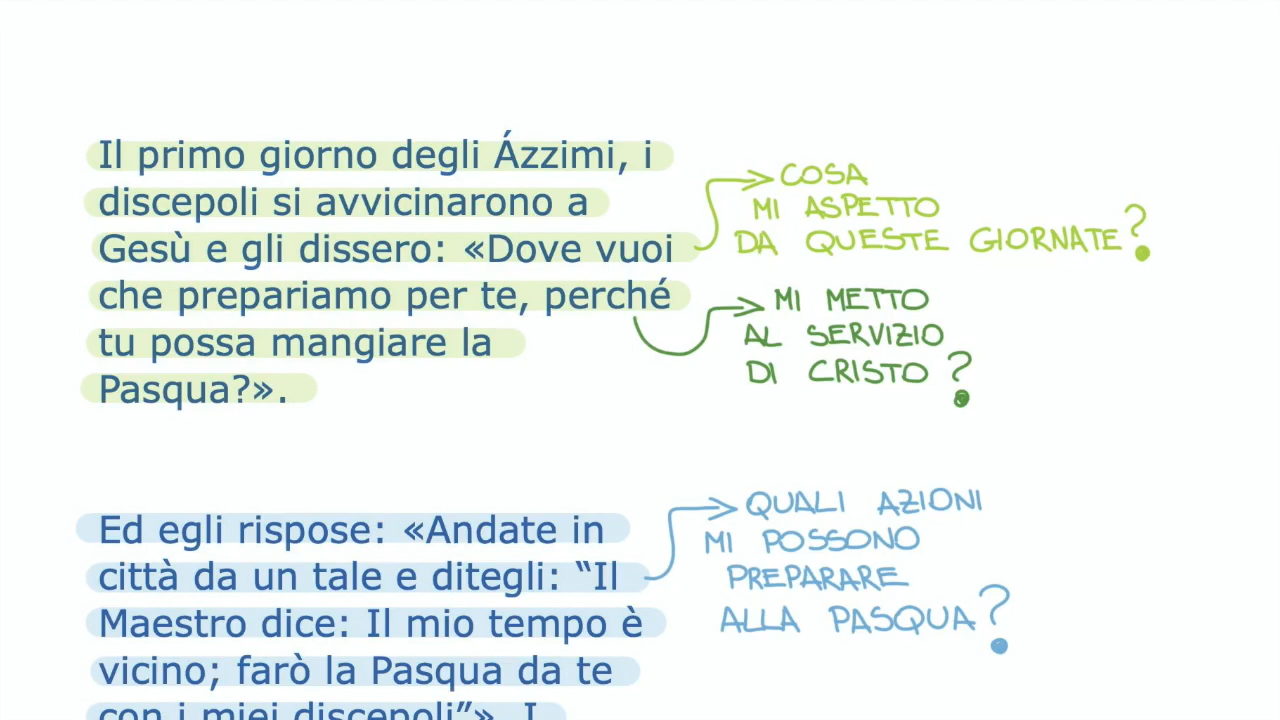 Il primo giorno degli Ázzimi, i
discepoli si avvicinarono a
Gesù e gli dissero: «Dove vuoi
che prepariamo per te, perché
tu possa mangiare la
Pasqua?».
COSA
MI ASPETTO
DA QUESTE GIORNATE?
MI METTO
AL SERVIZIO
DI CRISTO?
Ed egli rispose: «Andate in
città da un tale e ditegli: “Il
Maestro dice: Il mio tempo è
vicino; farò la Pasqua da te
con i miei discepoli”». I
QUALI AZIONI
MI POSSONO
PREPARARE
ALLA PASQUA?